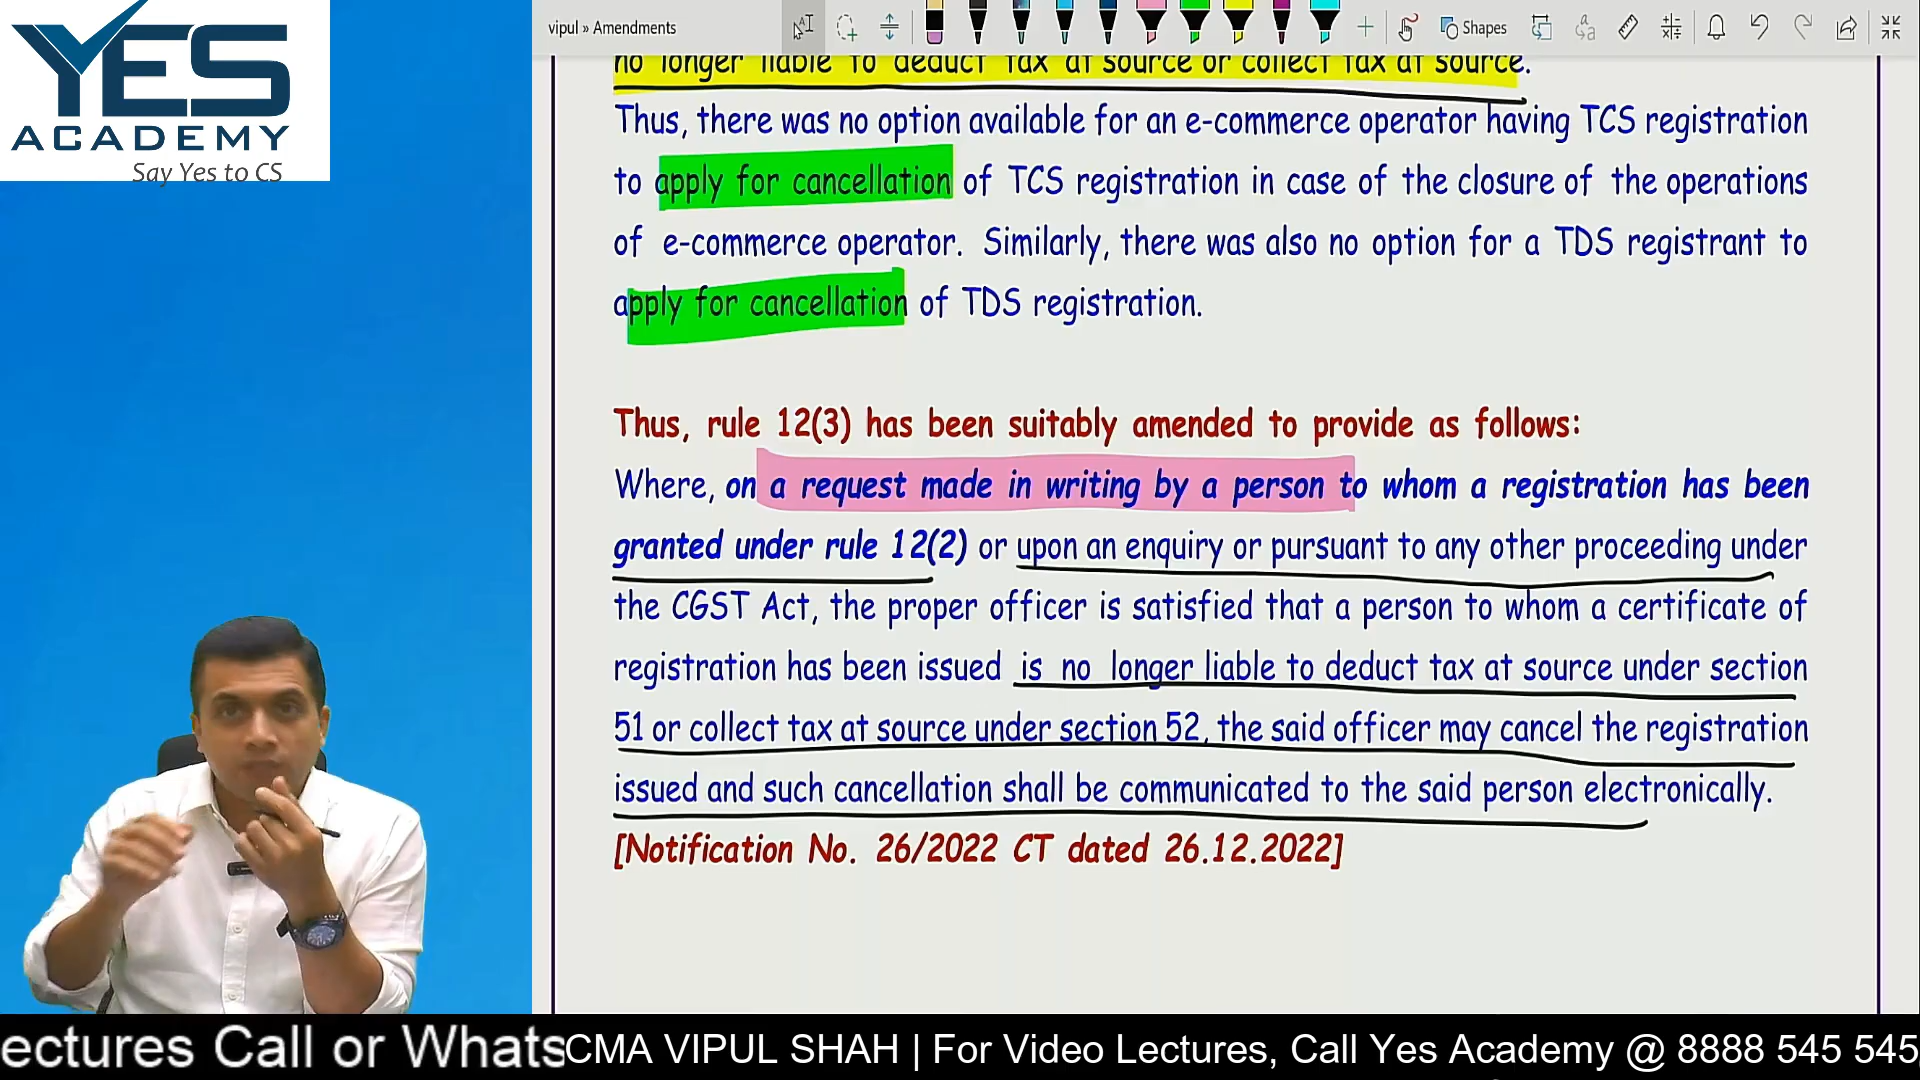 YES
ACADEMY
Say Yes to CS
vipul » Amendments
Shapes
no longer liable to deduct tax at source or collect tax at source.
Thus, there was no option available for an e-commerce operator having TCS registration
to apply for cancellation of TCS registration in case of the closure of the operations
of e-commerce operator. Similarly, there was also no option for a TDS registrant to
apply for cancellation of TDS registration.
Thus, rule 12(3) has been suitably amended to provide as follows:
Where, on a request made in writing by a person to whom a registration has been
granted under rule 12(2) or upon an enquiry or pursuant to any other proceeding under
the CGST Act, the proper officer is satisfied that a person to whom a certificate of
registration has been issued is no longer liable to deduct tax at source under section
51 or collect tax at source under section 52, the said officer may cancel the registration
issued and such cancellation shall be communicated to the said person electronically.
[Notification No. 26/2022 CT dated 26.12.2022]
ectures Call or Whats
CMA VIPUL SHAH | For Video Lectures, Call Yes Academy @ 8888 545 545